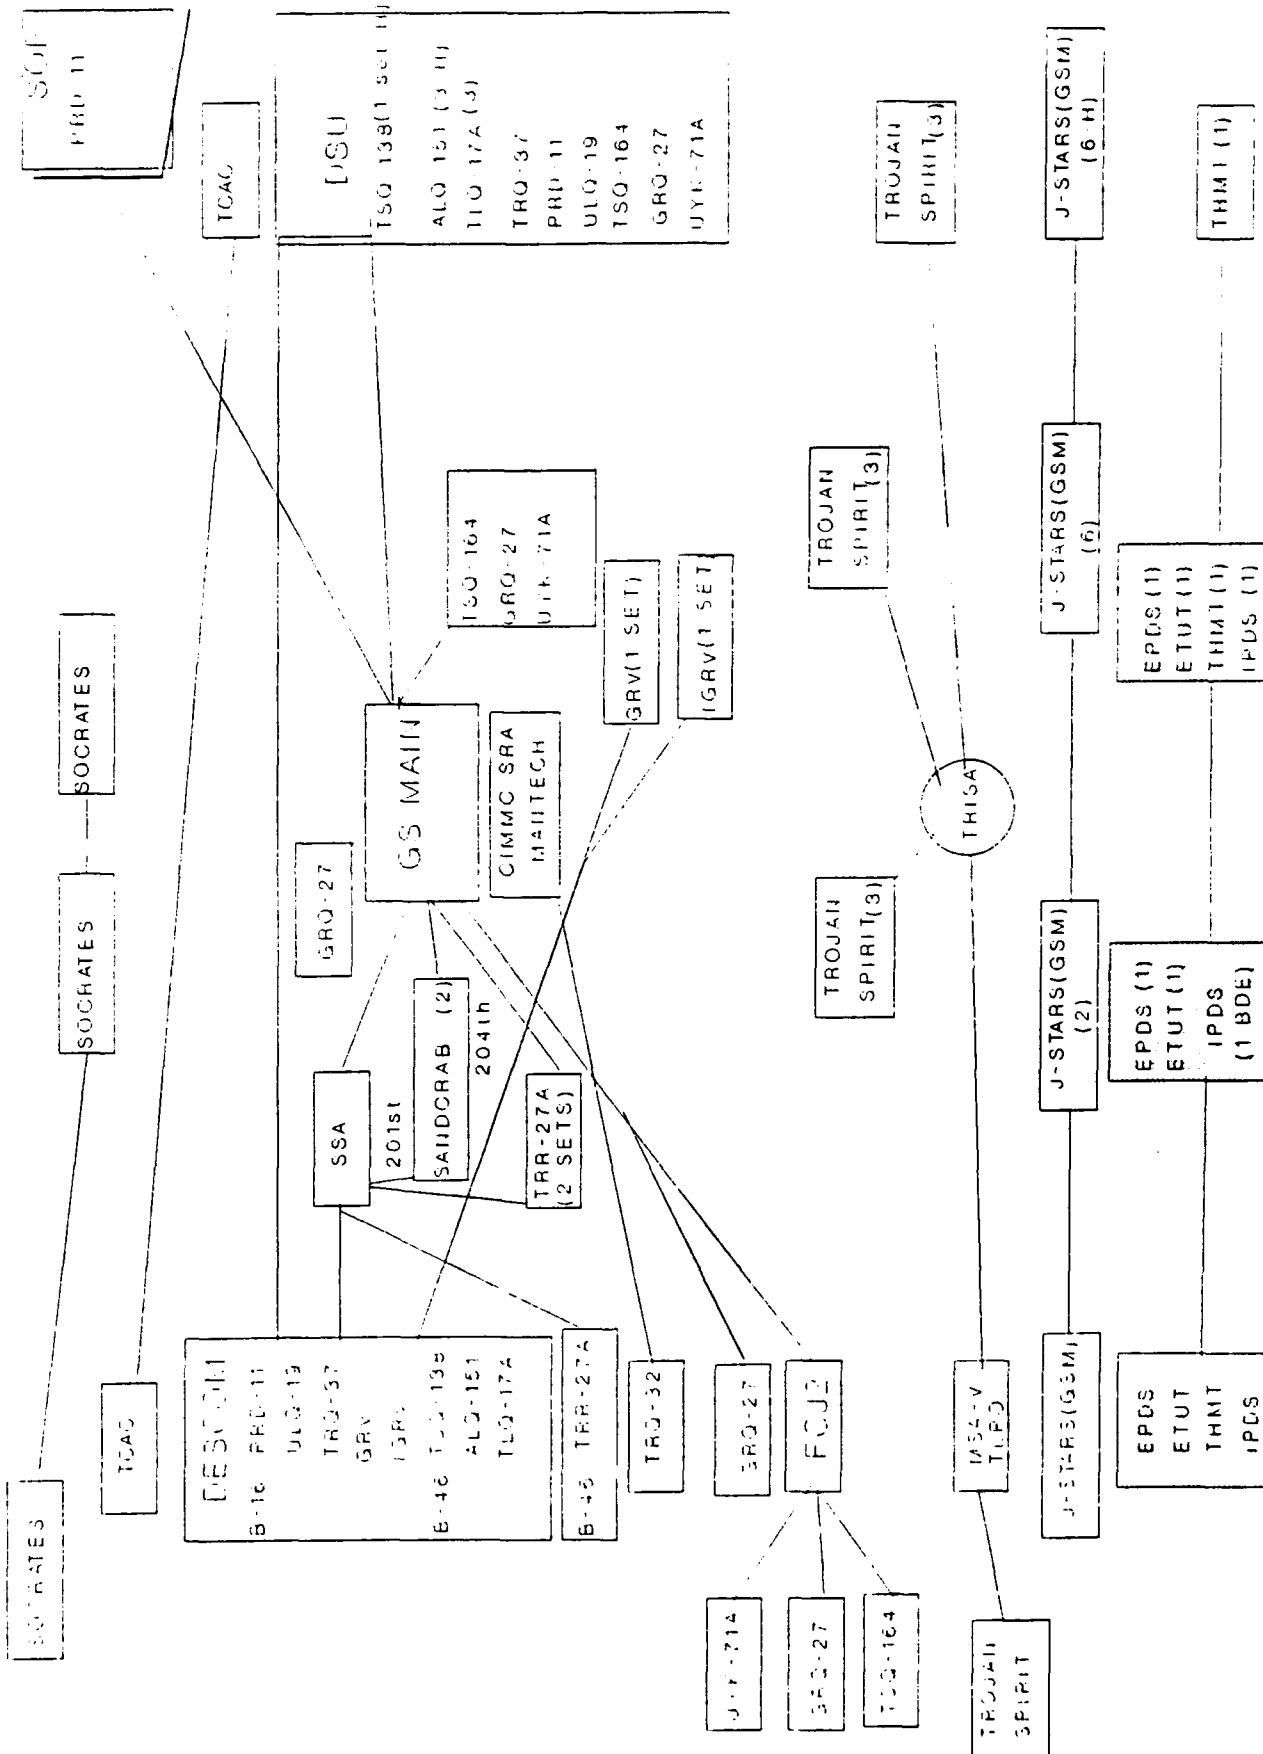 SOCRATES
SOCRATES
SOCRATES
TCAC
TCAC
SOF
PRD-11
DESCOM
B-16 PRD-11
ULQ-19
TRQ-37
GRV
IGRV
B-46 TSQ-138
ALQ-151
TLQ-17A
B-46 TRR-27A
TRQ-32
GRQ-27
UYK-71A
GRQ-27
TSQ-164
SSA
201st
SANDCRAB (2)
204th
TRR-27A
(2 SETS)
GRQ-27
GS MAIN
CIMMC SRA
MANTECH
TSQ-164
GRQ-27
UYK-71A
GRV(1 SET)
IGRV(1 SET)
DSU
TSQ 138(1 set H)
ALQ 151 (3 H)
TLQ-17A (3)
TRQ-37
PRD-11
ULQ-19
TSQ-164
GRQ-27
UYK-71A
TROJAN
SPIRIT
MSA-V
TROJAN
SPIRIT(3)
TROJAN
SPIRIT(3)
TROJAN
SPIRIT(3)
J-STARS(GSM)
J-STARS(GSM)
(2)
J-STARS(GSM)
(6)
J-STARS(GSM)
(6 H)
EPDS
ETUT
THMT
IPDS
EPDS (1)
ETUT (1)
IPDS
(1 BDE)
EPDS (1)
ETUT (1)
THMT (1)
IPDS (1)
THMT (1)